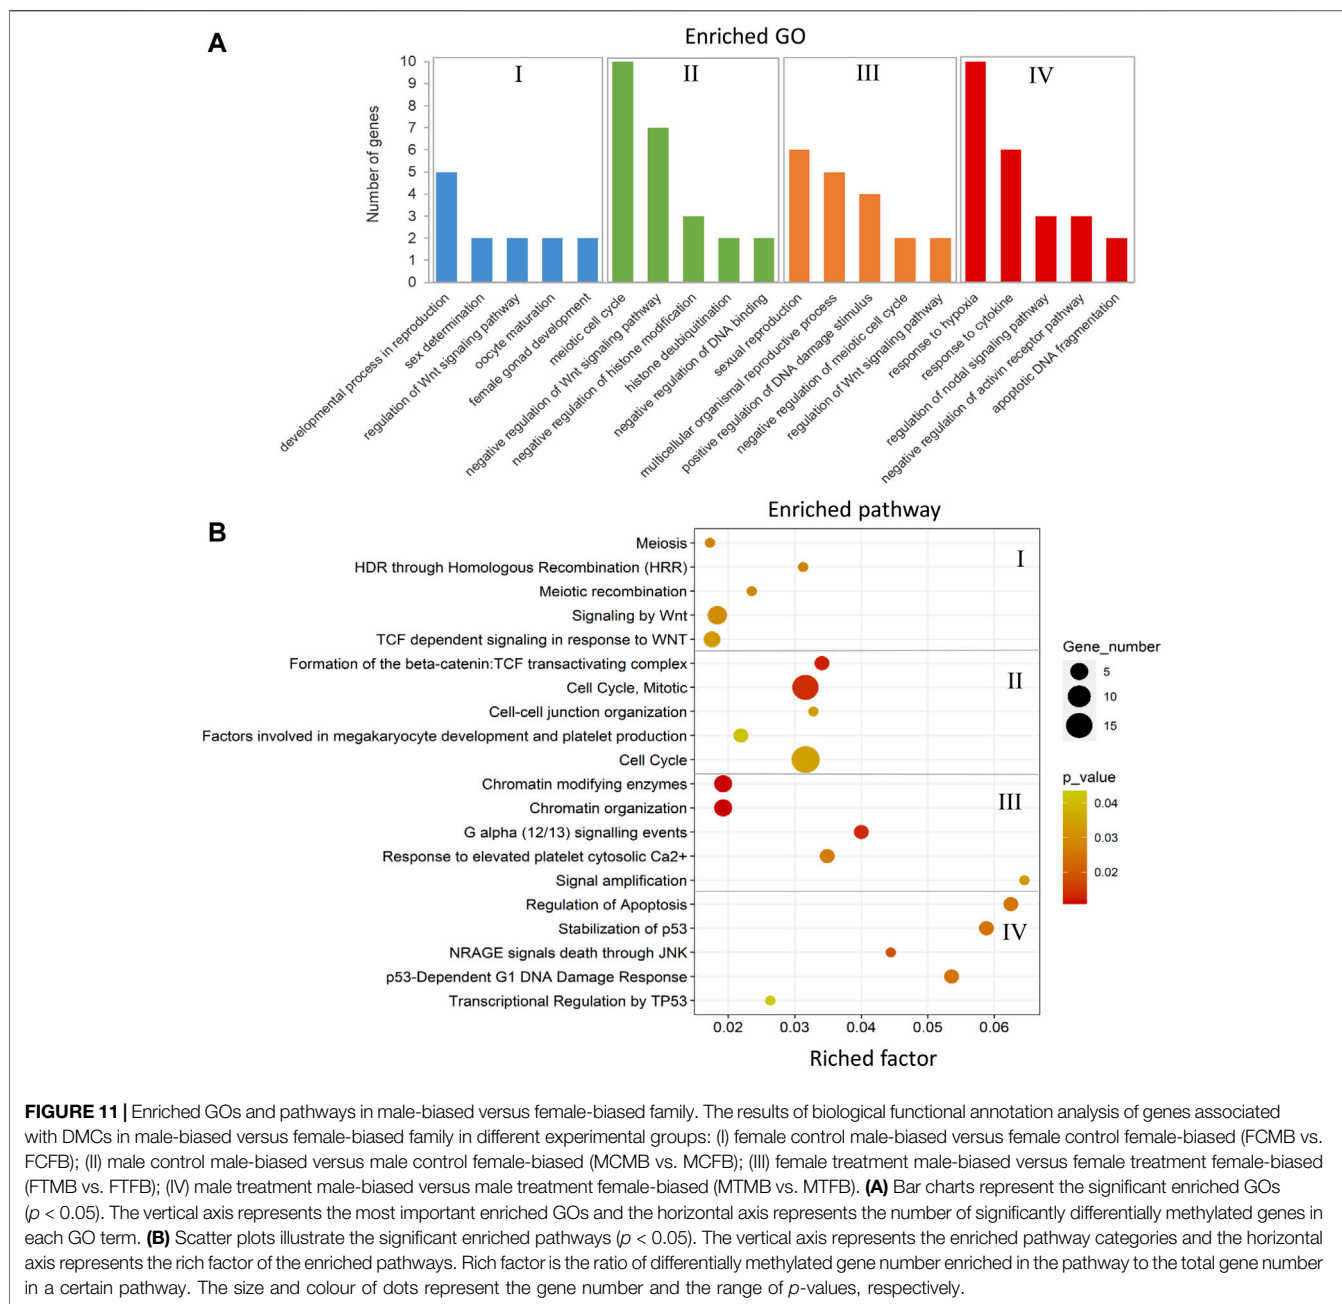 A
Enriched GO
I
II
III
IV
Number of genes
10
9
8
7
6
5
4
3
2
1
0
developmental process in reproduction
sex determination
regulation of Wnt signaling pathway
oocyte maturation
female gonad development
meiotic cell cycle
negative regulation of Wnt signaling pathway
negative regulation of histone modification
histone deubiquitination
negative regulation of DNA binding
sexual reproduction
multicellular organismal reproductive process
positive regulation of DNA damage stimulus
negative regulation of meiotic cell cycle
regulation of Wnt signaling pathway
response to hypoxia
response to cytokine
regulation of nodal signaling pathway
negative regulation of activin receptor pathway
apoptotic DNA fragmentation
B
Enriched pathway
Meiosis
HDR through Homologous Recombination (HRR)
Meiotic recombination
Signaling by Wnt
TCF dependent signaling in response to WNT
Formation of the beta-catenin:TCF transactivating complex
Cell Cycle, Mitotic
Cell-cell junction organization
Factors involved in megakaryocyte development and platelet production
Cell Cycle
Chromatin modifying enzymes
Chromatin organization
G alpha (12/13) signalling events
Response to elevated platelet cytosolic Ca2+
Signal amplification
Regulation of Apoptosis
Stabilization of p53
NRAGE signals death through JNK
p53-Dependent G1 DNA Damage Response
Transcriptional Regulation by TP53
I
II
III
IV
0.02 0.03 0.04 0.05 0.06
Riched factor
Gene_number
5
10
15
p_value
0.04
0.03
0.02
FIGURE 11 | Enriched GOs and pathways in male-biased versus female-biased family. The results of biological functional annotation analysis of genes associated
with DMCs in male-biased versus female-biased family in different experimental groups: (I) female control male-biased versus female control female-biased (FCMB vs.
FCFB); (II) male control male-biased versus male control female-biased (MCMB vs. MCFB); (III) female treatment male-biased versus female treatment female-biased
(FTMB vs. FTFB); (IV) male treatment male-biased versus male treatment female-biased (MTMB vs. MTFB). (A) Bar charts represent the significant enriched GOs
(p < 0.05). The vertical axis represents the most important enriched GOs and the horizontal axis represents the number of significantly differentially methylated genes in
each GO term. (B) Scatter plots illustrate the significant enriched pathways (p < 0.05). The vertical axis represents the enriched pathway categories and the horizontal
axis represents the rich factor of the enriched pathways. Rich factor is the ratio of differentially methylated gene number enriched in the pathway to the total gene number
in a certain pathway. The size and colour of dots represent the gene number and the range of p-values, respectively.